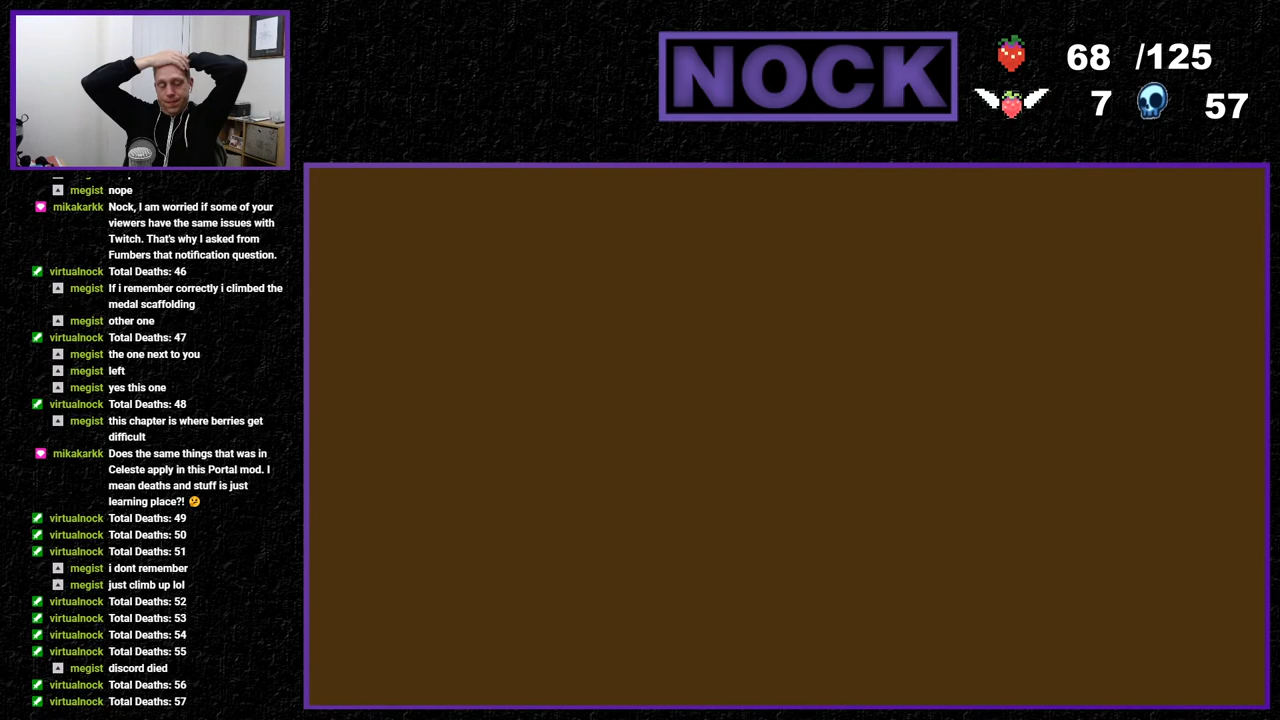 NOCK
68 /125
7
57
megist nope
mikakarkk Nock, I am worried if some of your
viewers have the same issues with
Twitch. That's why I asked from
Fumbers that notification question.
virtualnock Total Deaths: 46
megist If i remember correctly i climbed the
medal scaffolding
megist other one
virtualnock Total Deaths: 47
megist the one next to you
megist left
megist yes this one
virtualnock Total Deaths: 48
megist this chapter is where berries get
difficult
mikakarkk Does the same things that was in
Celeste apply in this Portal mod. I
mean deaths and stuff is just
learning place?! 🤔
virtualnock Total Deaths: 49
virtualnock Total Deaths: 50
virtualnock Total Deaths: 51
megist i dont remember
megist just climb up lol
virtualnock Total Deaths: 52
virtualnock Total Deaths: 53
virtualnock Total Deaths: 54
virtualnock Total Deaths: 55
megist discord died
virtualnock Total Deaths: 56
virtualnock Total Deaths: 57